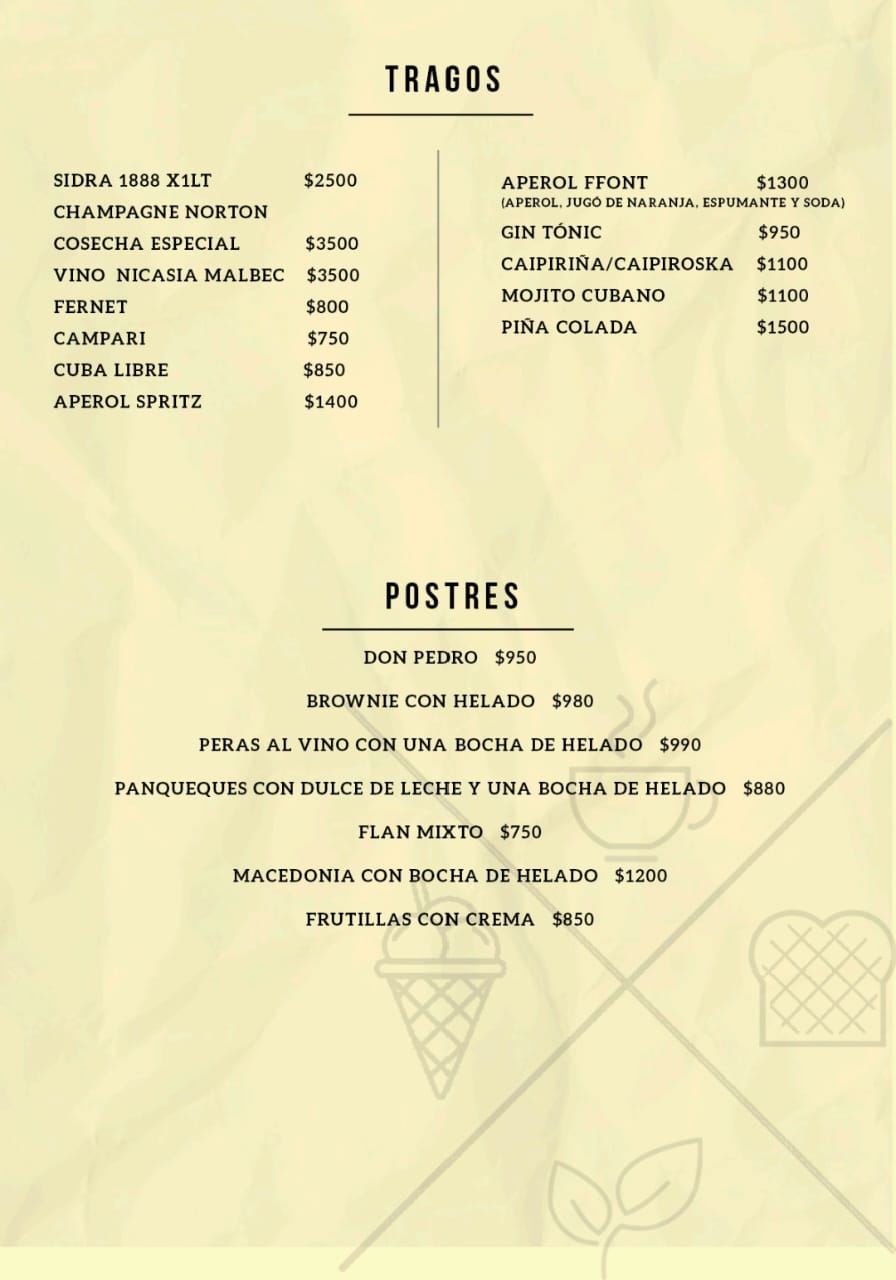 TRAGOS
SIDRA 1888 X1LT $2500
CHAMPAGNE NORTON
COSECHA ESPECIAL $3500
VINO NICASIA MALBEC $3500
FERNET $800
CAMPARI $750
CUBA LIBRE $850
APEROL SPRITZ $1400
APEROL FFONT $1300
(APEROL, JUGÓ DE NARANJA, ESPUMANTE Y SODA)
GIN TÓNIC $950
CAIPIRIÑA/CAIPIROSKA $1100
MOJITO CUBANO $1100
PIÑA COLADA $1500
POSTRES
DON PEDRO $950
BROWNIE CON HELADO $980
PERAS AL VINO CON UNA BOCHA DE HELADO $990
PANQUEQUES CON DULCE DE LECHE Y UNA BOCHA DE HELADO $880
FLAN MIXTO $750
MACEDONIA CON BOCHA DE HELADO $1200
FRUTILLAS CON CREMA $850